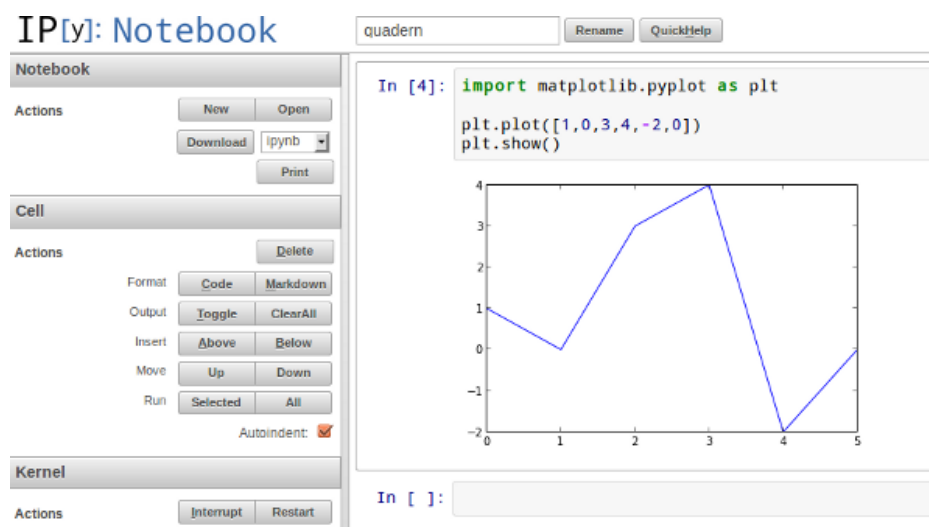 IP[y]: Notebook
quadern
Rename
QuickHelp
Notebook
Actions
New
Open
Download
ipynb
Print
Cell
Actions
Delete
Format
Code
Markdown
Output
Toggle
ClearAll
Insert
Above
Below
Move
Up
Down
Run
Selected
All
Autoindent:
Kernel
Actions
Interrupt
Restart
In [4]:
import matplotlib.pyplot as plt
plt.plot([1,0,3,4,-2,0])
plt.show()
4
3
2
1
0
−1
−2
0 1 2 3 4 5
In [ ]: